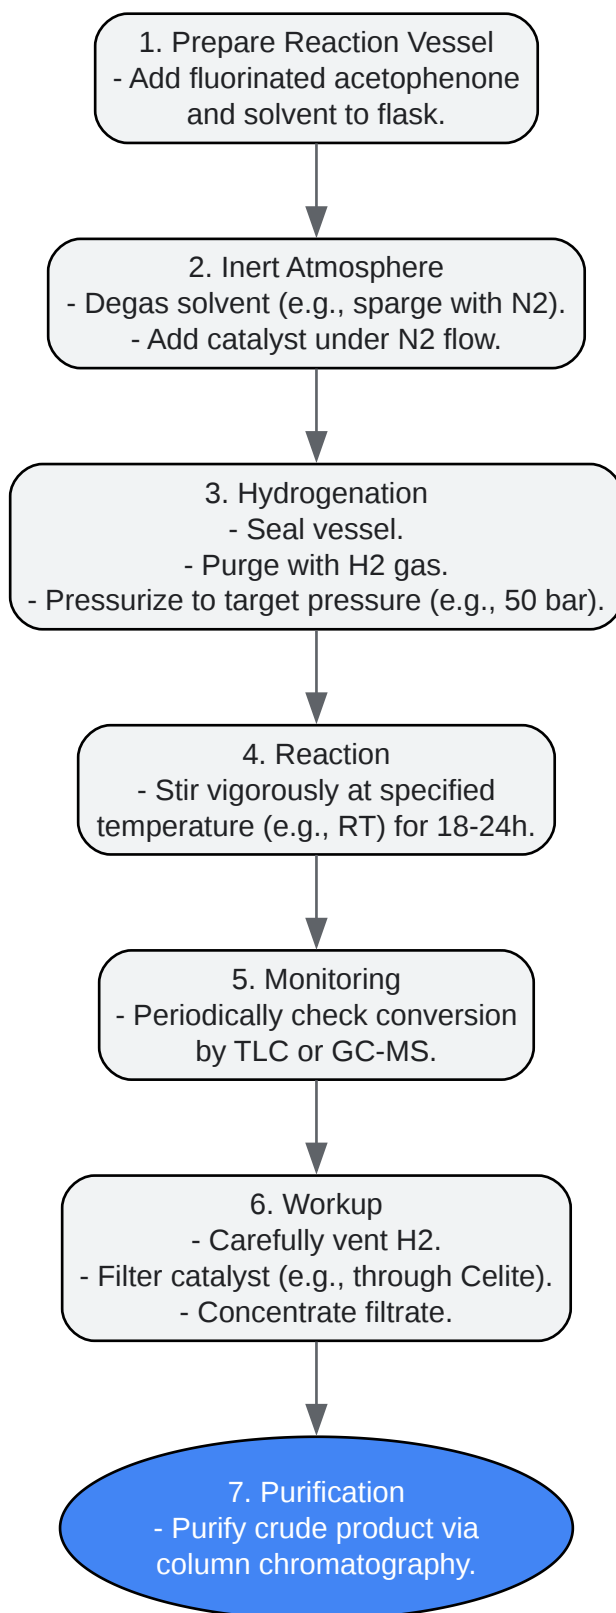 1. Prepare Reaction Vessel
- Add fluorinated acetophenone
and solvent to flask.
2. Inert Atmosphere
- Degas solvent (e.g., sparge with N2).
- Add catalyst under N2 flow.
3. Hydrogenation
- Seal vessel.
- Purge with H2 gas.
- Pressurize to target pressure (e.g., 50 bar).
4. Reaction
- Stir vigorously at specified
temperature (e.g., RT) for 18-24h.
5. Monitoring
- Periodically check conversion
by TLC or GC-MS.
6. Workup
- Carefully vent H2.
- Filter catalyst (e.g., through Celite).
- Concentrate filtrate.
7. Purification
- Purify crude product via
column chromatography.